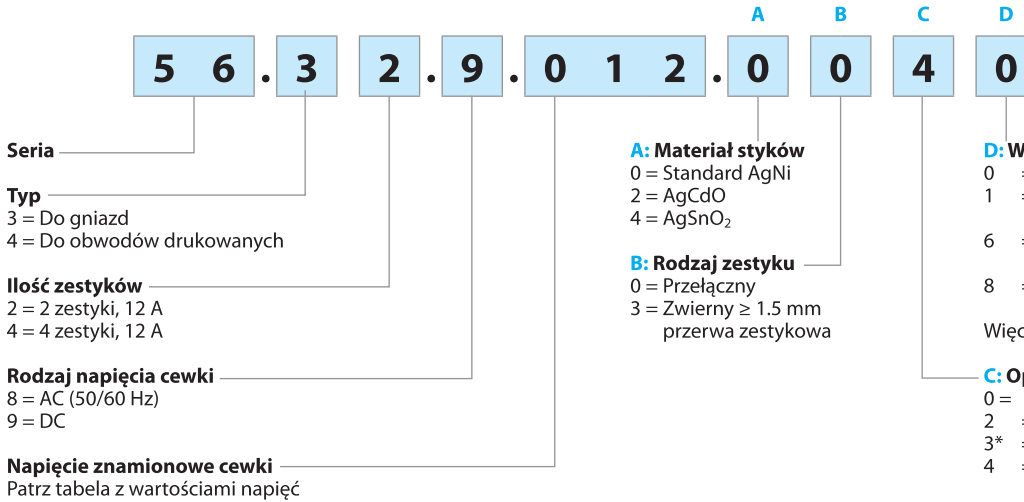 A B C D
5 6 . 3 2 . 9 . 0 1 2 . 0 0 4 0
Seria
Typ
3 = Do gniazd
4 = Do obwodów drukowanych
Ilość zestyków
2 = 2 zestyki, 12 A
4 = 4 zestyki, 12 A
Rodzaj napięcia cewki
8 = AC (50/60 Hz)
9 = DC
Napięcie znamionowe cewki
Patrz tabela z wartościami napięć
A: Materiał styków
0 = Standard AgNi
2 = AgCdO
4 = AgSnO₂
B: Rodzaj zestyku
0 = Przełączny
3 = Zwierny ≥ 1.5 mm
przerwa zestykowa
D:
0 =
1 =
6 =
8 =
C:
0 =
2 =
3* =
4 =